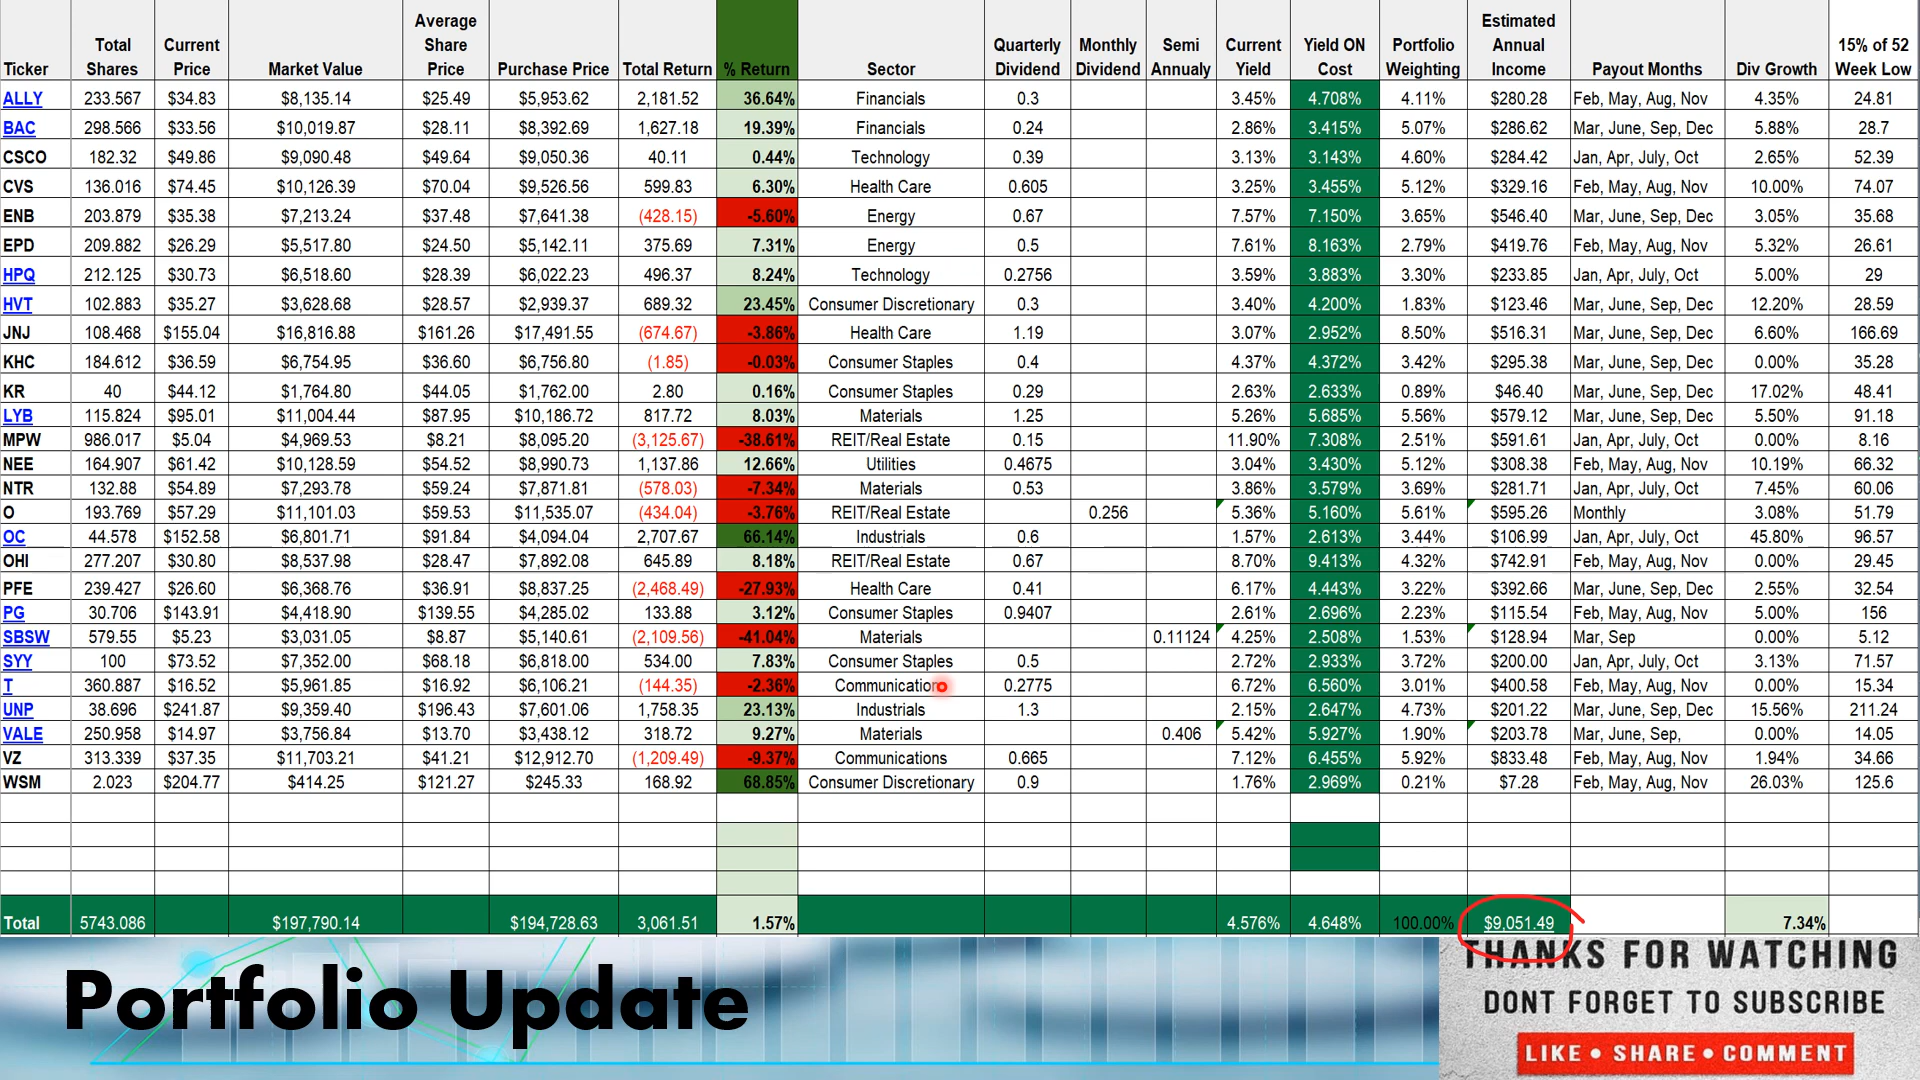 Ticker Total Shares Current Price Market Value Average Share Price Purchase Price Total Return % Return Sector Quarterly Dividend Monthly Dividend Semi Annualy Current Yield Yield ON Cost Portfolio Weighting Estimated Annual Income Payout Months Div Growth 15% of 52 Week Low
ALLY 233.567 $34.83 $8,135.14 $25.49 $5,953.62 2,181.52 36.64% Financials 0.3 3.45% 4.708% 4.11% $280.28 Feb, May, Aug, Nov 4.35% 24.81
BAC 298.566 $33.56 $10,019.87 $28.11 $8,392.69 1,627.18 19.39% Financials 0.24 2.86% 3.415% 5.07% $286.62 Mar, June, Sep, Dec 5.88% 28.7
CSCO 182.32 $49.86 $9,090.48 $49.64 $9,050.36 40.11 0.44% Technology 0.39 3.13% 3.143% 4.60% $284.42 Jan, Apr, July, Oct 2.65% 52.39
CVS 136.016 $74.45 $10,126.39 $70.04 $9,526.56 599.83 6.30% Health Care 0.605 3.25% 3.455% 5.12% $329.16 Feb, May, Aug, Nov 10.00% 74.07
ENB 203.879 $35.38 $7,213.24 $37.48 $7,641.38 (428.15) -5.60% Energy 0.67 7.57% 7.150% 3.65% $546.40 Mar, June, Sep, Dec 3.05% 35.68
EPD 209.882 $26.29 $5,517.80 $24.50 $5,142.11 375.69 7.31% Energy 0.5 7.61% 8.163% 2.79% $419.76 Feb, May, Aug, Nov 5.32% 26.61
HPQ 212.125 $30.73 $6,518.60 $28.39 $6,022.23 496.37 8.24% Technology 0.2756 3.59% 3.883% 3.30% $233.85 Jan, Apr, July, Oct 5.00% 29
HVT 102.883 $35.27 $3,628.68 $28.57 $2,939.37 689.32 23.45% Consumer Discretionary 0.3 3.40% 4.200% 1.83% $123.46 Mar, June, Sep, Dec 12.20% 28.59
JNJ 108.468 $155.04 $16,816.88 $161.26 $17,491.55 (674.67) -3.86% Health Care 1.19 3.07% 2.952% 8.50% $516.31 Mar, June, Sep, Dec 6.60% 166.69
KHC 184.612 $36.59 $6,754.95 $36.60 $6,756.80 (1.85) -0.03% Consumer Staples 0.4 4.37% 4.372% 3.42% $295.38 Mar, June, Sep, Dec 0.00% 35.28
KR 40 $44.12 $1,764.80 $44.05 $1,762.00 2.80 0.16% Consumer Staples 0.29 2.63% 2.633% 0.89% $46.40 Mar, June, Sep, Dec 17.02% 48.41
LYB 115.824 $95.01 $11,004.44 $87.95 $10,186.72 817.72 8.03% Materials 1.25 5.26% 5.685% 5.56% $579.12 Mar, June, Sep, Dec 5.50% 91.18
MPW 986.017 $5.04 $4,969.53 $8.21 $8,095.20 (3,125.67) -38.61% REIT/Real Estate 0.15 11.90% 7.308% 2.51% $591.61 Jan, Apr, July, Oct 0.00% 8.16
NEE 164.907 $61.42 $10,128.59 $54.52 $8,990.73 1,137.86 12.66% Utilities 0.4675 3.04% 3.430% 5.12% $308.38 Feb, May, Aug, Nov 10.19% 66.32
NTR 132.88 $54.89 $7,293.78 $59.24 $7,871.81 (578.03) -7.34% Materials 0.53 3.86% 3.579% 3.69% $281.71 Jan, Apr, July, Oct 7.45% 60.06
O 193.769 $57.29 $11,101.03 $59.53 $11,535.07 (434.04) -3.76% REIT/Real Estate 0.256 5.36% 5.160% 5.61% $595.26 Monthly 3.08% 51.79
OC 44.578 $152.58 $6,801.71 $91.84 $4,094.04 2,707.67 66.14% Industrials 0.6 1.57% 2.613% 3.44% $106.99 Jan, Apr, July, Oct 45.80% 96.57
OHI 277.207 $30.80 $8,537.98 $28.47 $7,892.08 645.89 8.18% REIT/Real Estate 0.67 8.70% 9.413% 4.32% $742.91 Feb, May, Aug, Nov 0.00% 29.45
PFE 239.427 $26.60 $6,368.76 $36.91 $8,837.25 (2,468.49) -27.93% Health Care 0.41 6.17% 4.443% 3.22% $392.66 Mar, June, Sep, Dec 2.55% 32.54
PG 30.706 $143.91 $4,418.90 $139.55 $4,285.02 133.88 3.12% Consumer Staples 0.9407 2.61% 2.696% 2.23% $115.54 Feb, May, Aug, Nov 5.00% 156
SBSW 579.55 $5.23 $3,031.05 $8.87 $5,140.61 (2,109.56) -41.04% Materials 0.11124 4.25% 2.508% 1.53% $128.94 Mar, Sep 0.00% 5.12
SYY 100 $73.52 $7,352.00 $68.18 $6,818.00 534.00 7.83% Consumer Staples 0.5 2.72% 2.933% 3.72% $200.00 Jan, Apr, July, Oct 3.13% 71.57
T 360.887 $16.52 $5,961.85 $16.92 $6,106.21 (144.35) -2.36% Communication 0.2775 6.72% 6.560% 3.01% $400.58 Feb, May, Aug, Nov 0.00% 15.34
UNP 38.696 $241.87 $9,359.40 $196.43 $7,601.06 1,758.35 23.13% Industrials 1.3 2.15% 2.647% 4.73% $201.22 Mar, June, Sep, Dec 15.56% 211.24
VALE 250.958 $14.97 $3,756.84 $13.70 $3,438.12 318.72 9.27% Materials 0.406 5.42% 5.927% 1.90% $203.78 Mar, June, Sep, 0.00% 14.05
VZ 313.339 $37.35 $11,703.21 $41.21 $12,912.70 (1,209.49) -9.37% Communications 0.665 7.12% 6.455% 5.92% $833.48 Feb, May, Aug, Nov 1.94% 34.66
WSM 2.023 $204.77 $414.25 $121.27 $245.33 168.92 68.85% Consumer Discretionary 0.9 1.76% 2.969% 0.21% $7.28 Feb, May, Aug, Nov 26.03% 125.6
Total 5743.086 $197,790.14 $194,728.63 3,061.51 1.57% 4.576% 4.648% 100.00% $9,051.49 7.34%
Portfolio Update
THANKS FOR WATCHING
DONT FORGET TO SUBSCRIBE
LIKE • SHARE • COMMENT